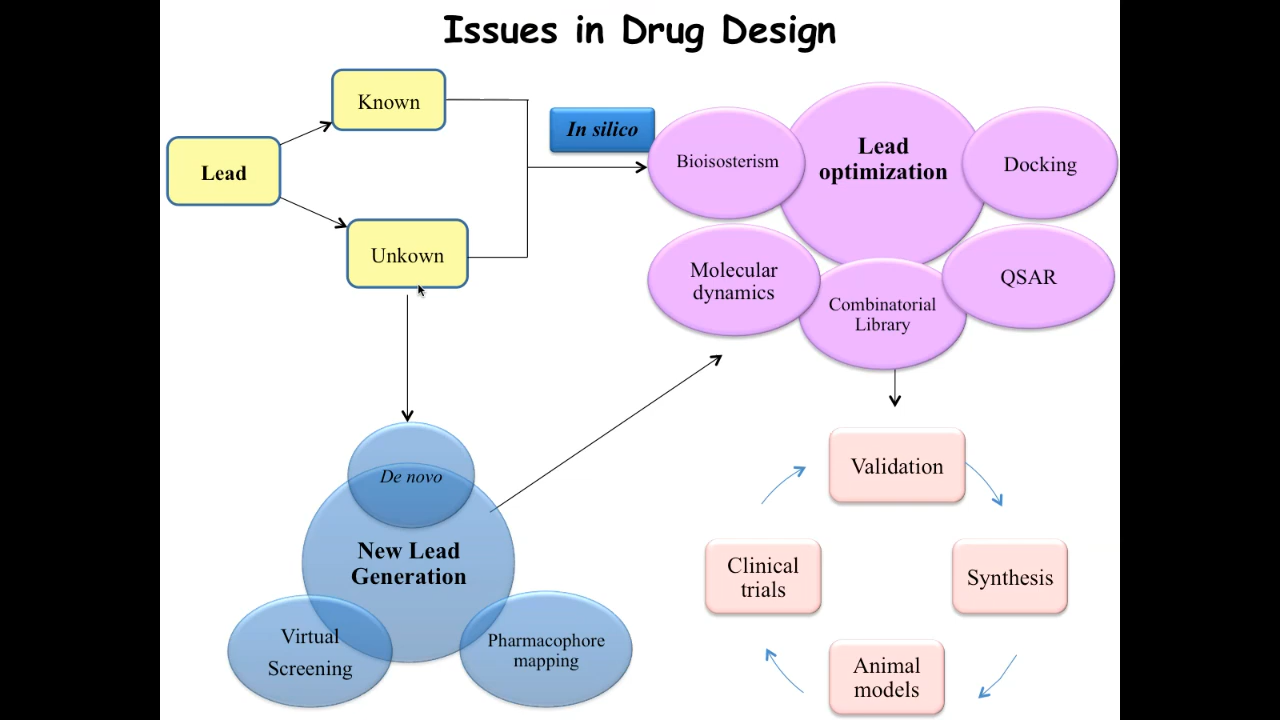 Issues in Drug Design
Known
Lead
Unkown
In silico
Bioisosterism
Lead
optimization
Docking
Molecular
dynamics
Combinatorial
Library
QSAR
De novo
New Lead
Generation
Virtual
Screening
Pharmacophore
mapping
Validation
Synthesis
Animal
models
Clinical
trials